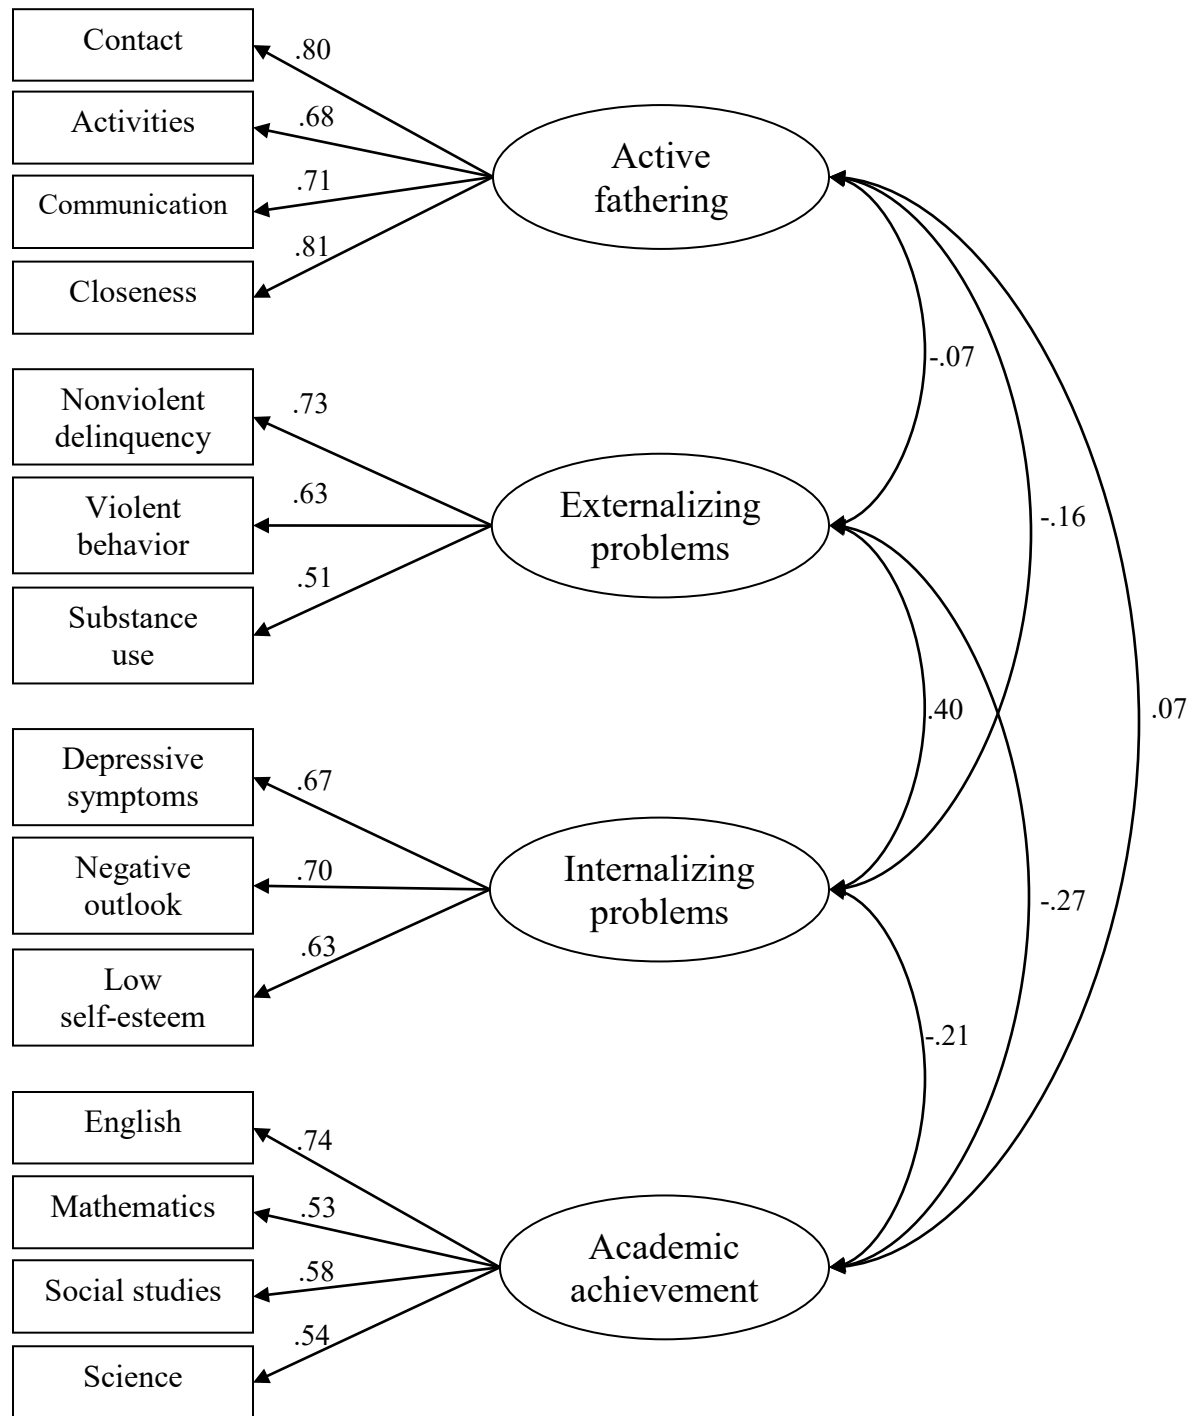 Contact
.80
Activities
.68
Active
fathering
Communication
.71
Closeness
.81
-.07
Nonviolent
delinquency
.73
Violent
behavior
.63
Externalizing
problems
-.16
Substance
use
.51
.40
.07
Depressive
symptoms
.67
Negative
outlook
.70
Internalizing
problems
-.27
Low
self-esteem
.63
-.21
English
.74
Mathematics
.53
Academic
achievement
Social studies
.58
Science
.54